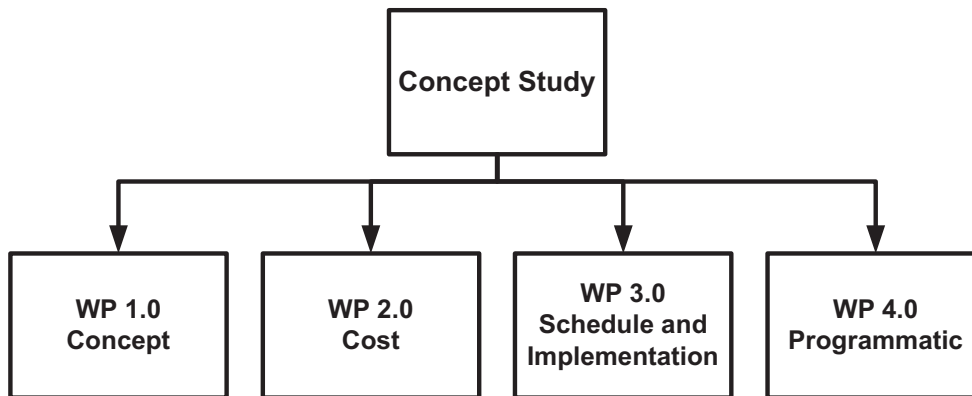 Concept Study
WP 1.0
Concept
WP 2.0
Cost
WP 3.0
Schedule and
Implementation
WP 4.0
Programmatic